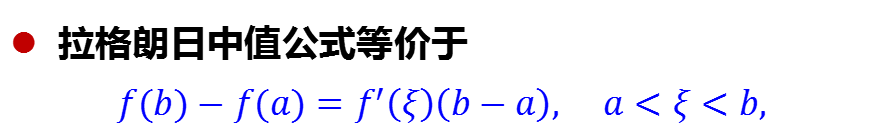 ● 拉格朗日中值公式等价于
f(b) − f(a) = f′(ξ)(b − a), a < ξ < b,